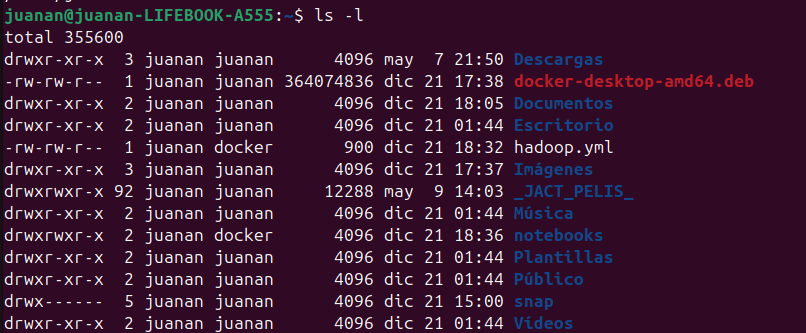 juanan@juanan-LIFEBOOK-A555:~$ ls -l
total 355600
drwxr-xr-x  3 juanan juanan      4096 may  7 21:50 Descargas
-rw-rw-r--  1 juanan juanan 364074836 dic 21 17:38 docker-desktop-amd64.deb
drwxr-xr-x  2 juanan juanan      4096 dic 21 18:05 Documentos
drwxr-xr-x  2 juanan juanan      4096 dic 21 01:44 Escritorio
-rw-rw-r--  1 juanan docker       900 dic 21 18:32 hadoop.yml
drwxr-xr-x  3 juanan juanan      4096 dic 21 17:37 Imágenes
drwxrwxr-x 92 juanan juanan     12288 may  9 14:03 _JACT_PELIS_
drwxr-xr-x  2 juanan juanan      4096 dic 21 01:44 Música
drwxrwxr-x  2 juanan docker      4096 dic 21 18:36 notebooks
drwxr-xr-x  2 juanan juanan      4096 dic 21 01:44 Plantillas
drwxr-xr-x  2 juanan juanan      4096 dic 21 01:44 Público
drwx------  5 juanan juanan      4096 dic 21 15:00 snap
drwxr-xr-x  2 juanan juanan      4096 dic 21 01:44 Vídeos